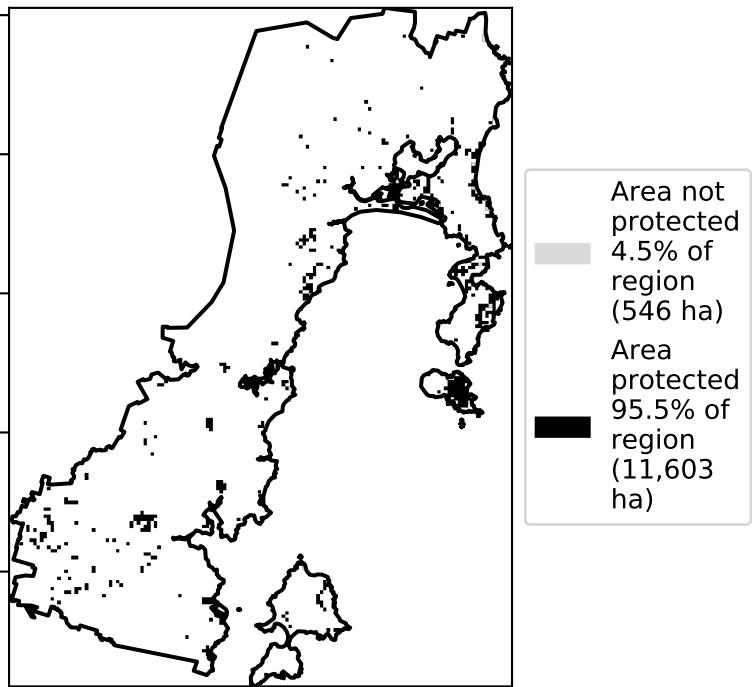 Area not
protected
4.5% of
region
(546 ha)
Area
protected
95.5% of
region
(11,603
ha)